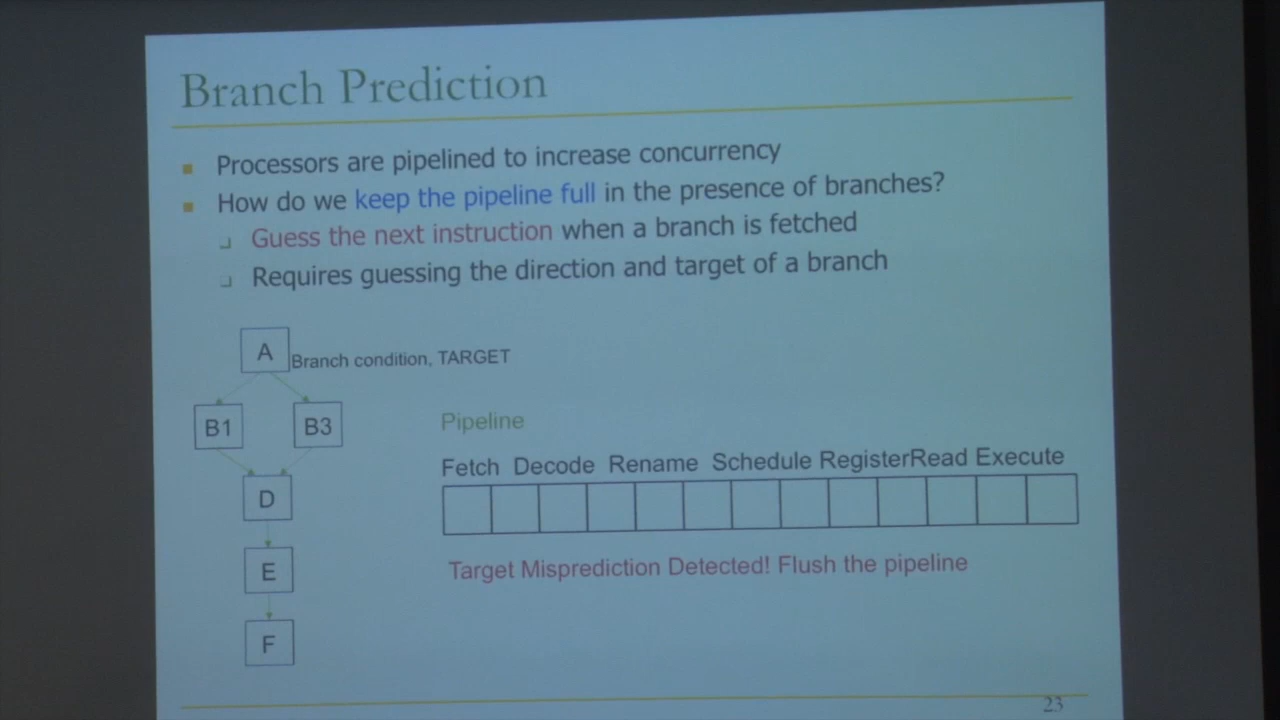 Branch Prediction
Processors are pipelined to increase concurrency
How do we keep the pipeline full in the presence of branches?
Guess the next instruction when a branch is fetched
Requires guessing the direction and target of a branch
A
Branch condition, TARGET
B1
B3
D
E
F
Pipeline
Fetch Decode Rename Schedule RegisterRead Execute
Target Misprediction Detected! Flush the pipeline
23